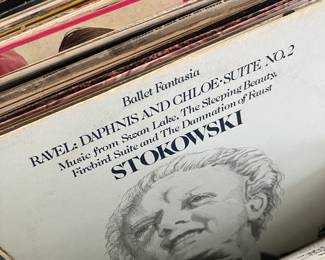 Ballet Fantasia
RAVEL: DAPHNIS AND CHLOE·SUITE NO. 2
Music from Swan Lake, The Sleeping Beauty,
Firebird Suite and The Damnation of Faust
STOKOWSKI